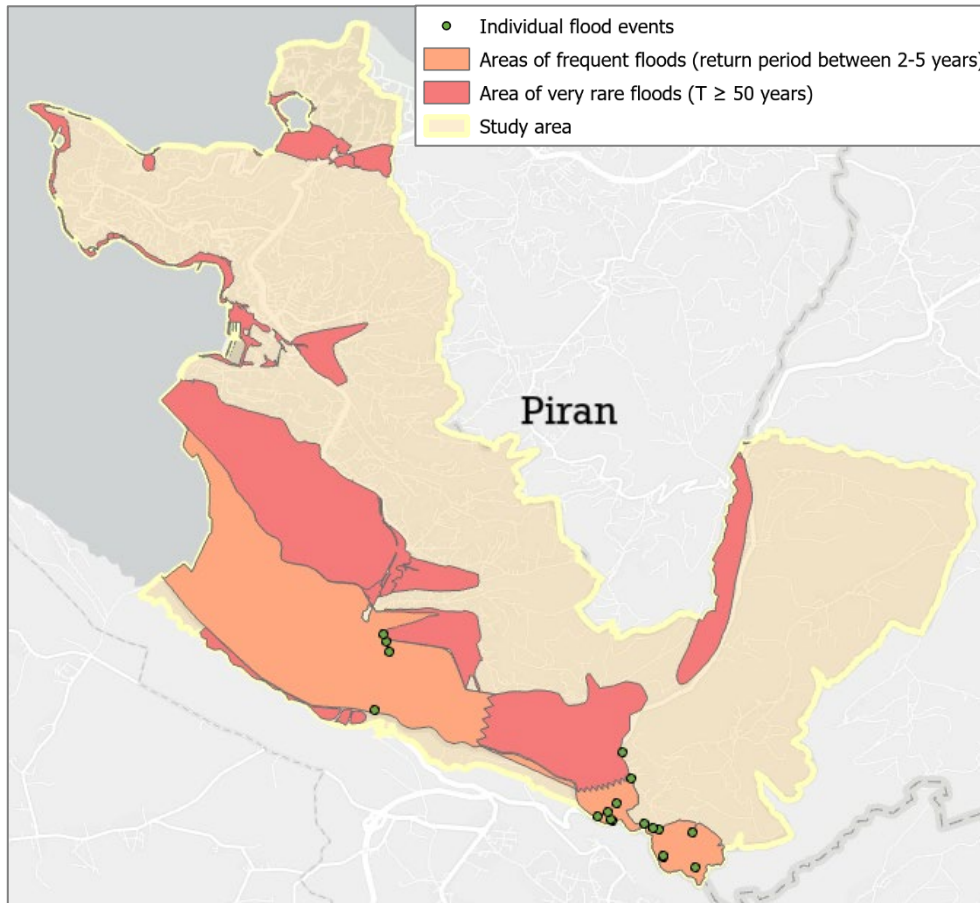 Individual flood events
Areas of frequent floods (return period between 2-5 years)
Area of very rare floods (T ≥ 50 years)
Study area
Piran